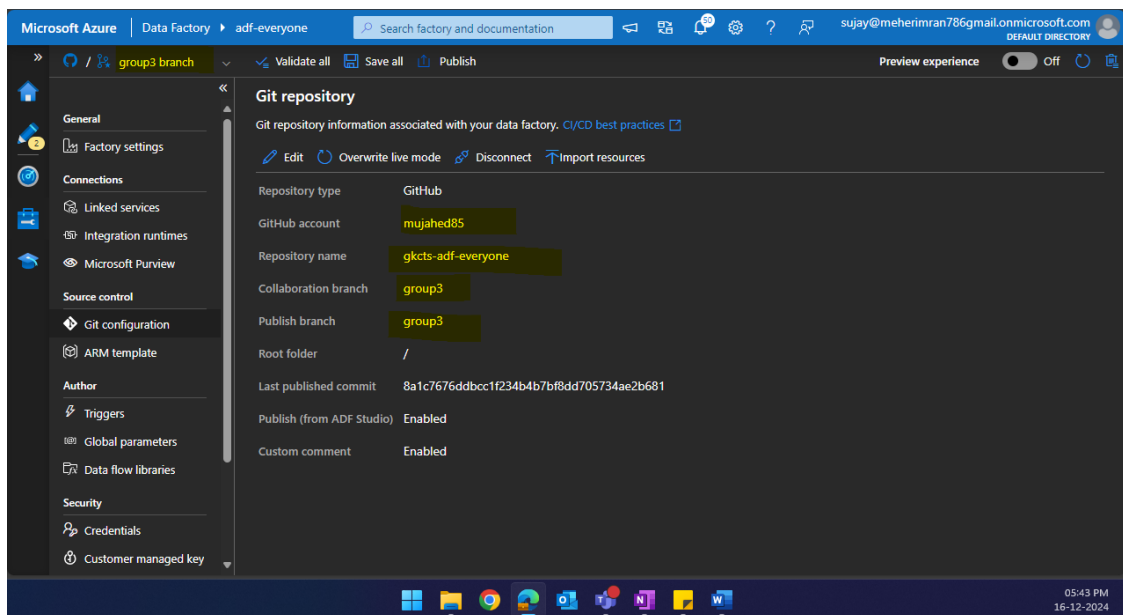 Microsoft Azure Data Factory adf-everyone Search factory and documentation 50 ? sujay@meherimran786gmail.onmicrosoft.com
DEFAULT DIRECTORY
» / group3 branch Validate all Save all Publish Preview experience Off
«
2
General
Factory settings
Connections
Linked services
Integration runtimes
Microsoft Purview
Source control
Git configuration
ARM template
Author
Triggers
Global parameters
Data flow libraries
Security
Credentials
Customer managed key
Git repository
Git repository information associated with your data factory. CI/CD best practices
Edit Overwrite live mode Disconnect Import resources
Repository type GitHub
GitHub account mujahed85
Repository name gkcts-adf-everyone
Collaboration branch group3
Publish branch group3
Root folder /
Last published commit 8a1c7676ddbcc1f234b4b7bf8dd705734ae2b681
Publish (from ADF Studio) Enabled
Custom comment Enabled
05:43 PM
16-12-2024